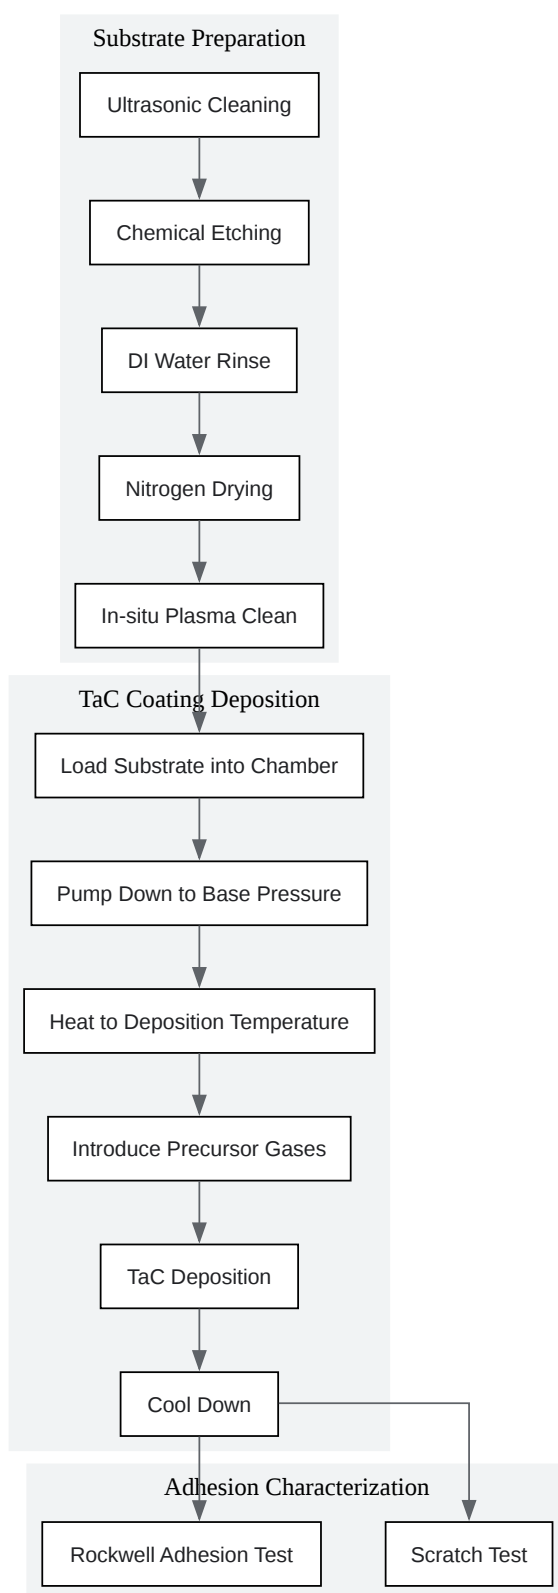 Substrate Preparation
Ultrasonic Cleaning
Chemical Etching
DI Water Rinse
Nitrogen Drying
In-situ Plasma Clean
TaC Coating Deposition
Load Substrate into Chamber
Pump Down to Base Pressure
Heat to Deposition Temperature
Introduce Precursor Gases
TaC Deposition
Cool Down
Adhesion Characterization
Rockwell Adhesion Test
Scratch Test